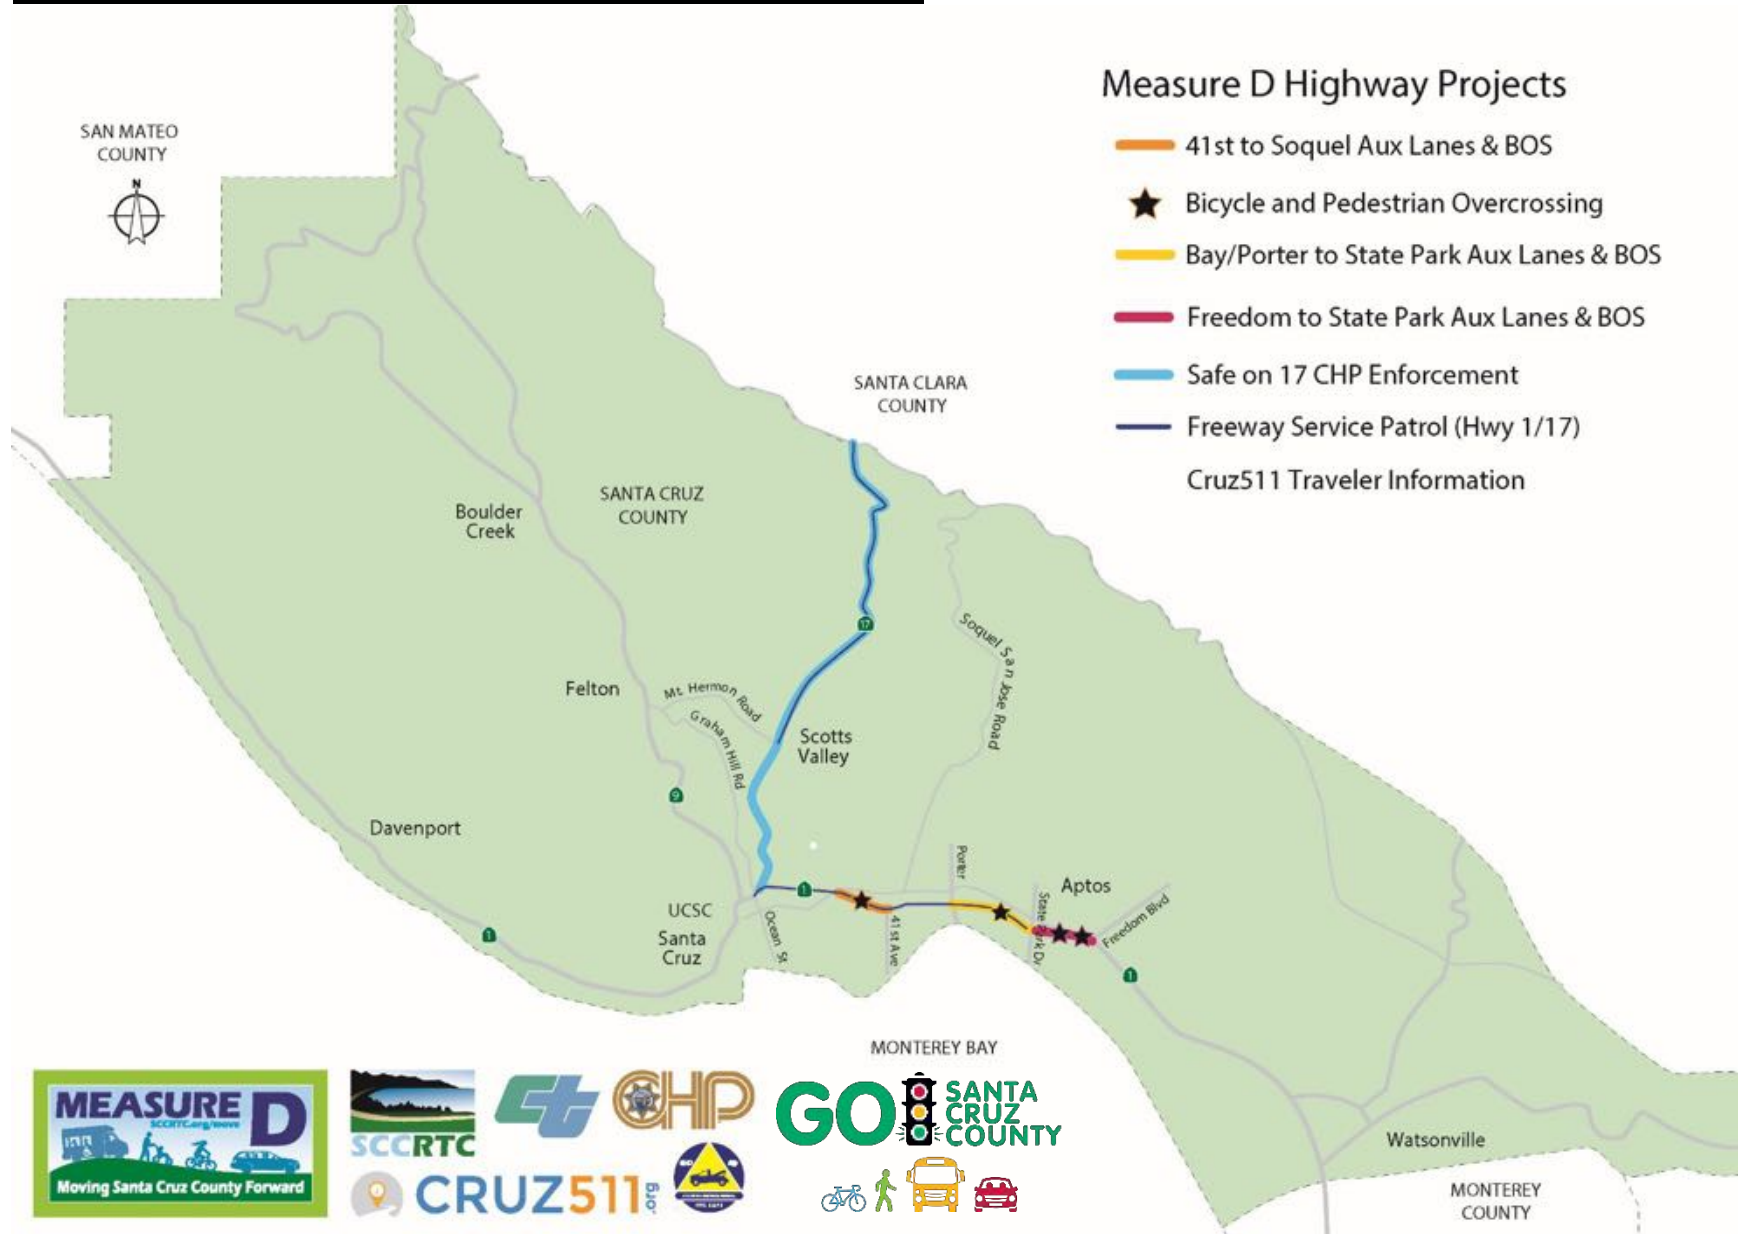 Measure D Highway Projects
41st to Soquel Aux Lanes & BOS
Bicycle and Pedestrian Overcrossing
Bay/Porter to State Park Aux Lanes & BOS
Freedom to State Park Aux Lanes & BOS
Safe on 17 CHP Enforcement
Freeway Service Patrol (Hwy 1/17)
Cruz511 Traveler Information
SAN MATEO
COUNTY
N
SANTA CLARA
COUNTY
SANTA CRUZ
COUNTY
Boulder
Creek
17
Soquel San Jose Road
Felton
Mt. Hermon Road
Graham Hill Rd
Scotts
Valley
9
Davenport
Porter
Aptos
1
UCSC
Santa
Cruz
Ocean St
41st Ave
State Park Dr
Freedom Blvd
1
1
MONTEREY BAY
Watsonville
MONTEREY
COUNTY
MEASURE D
SCCRTC.org/move
Moving Santa Cruz County Forward
SCCRTC
Ct
CHP
GO SANTA
CRUZ
COUNTY
CRUZ511.org